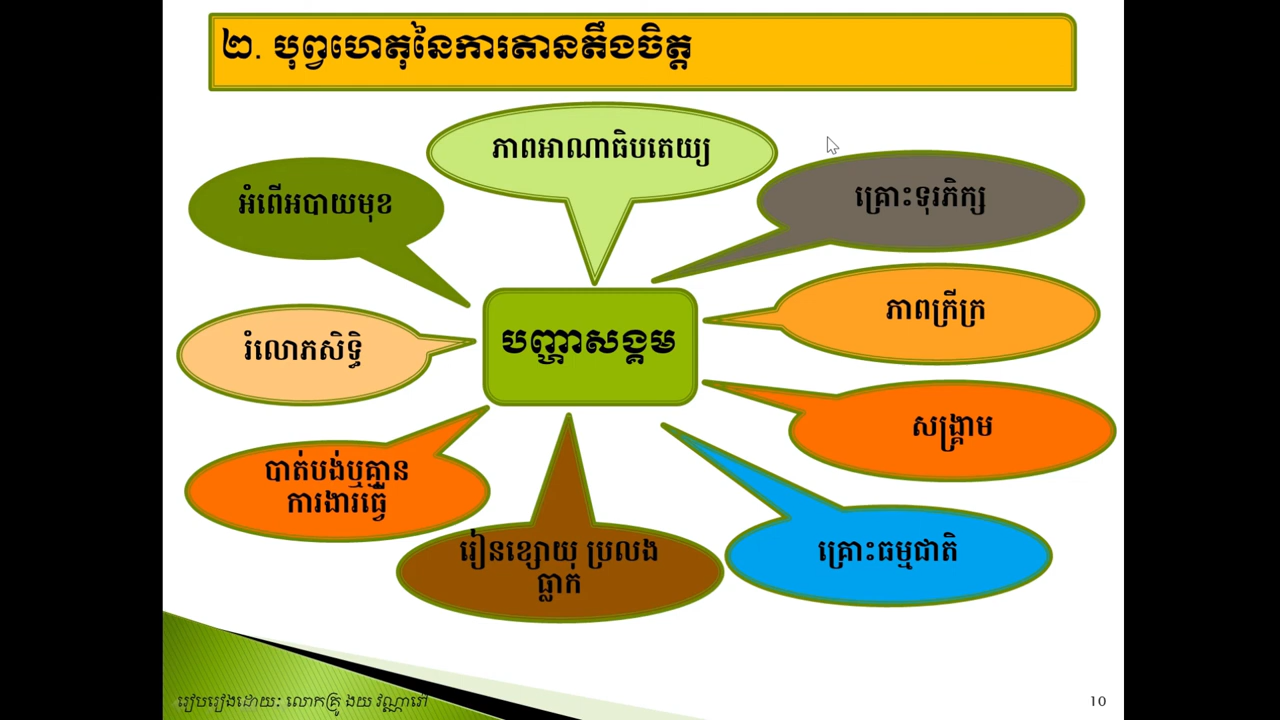 ២. បុព្វហេតុនៃការតានតឹងចិត្ត
ភាពអាណាធិបតេយ្យ
អំពើអបាយមុខ
គ្រោះទុរភិក្ស
ភាពក្រីក្រ
រំលោភសិទ្ធិ
បញ្ហាសង្គម
សង្គ្រាម
បាត់បង់ឬគ្មាន
ការងារធ្វើ
រៀនខ្សោយ ប្រលង
ធ្លាក់
គ្រោះធម្មជាតិ
រៀបរៀងដោយៈ លោកគ្រូ ងយ វណ្ណាដៅ
10